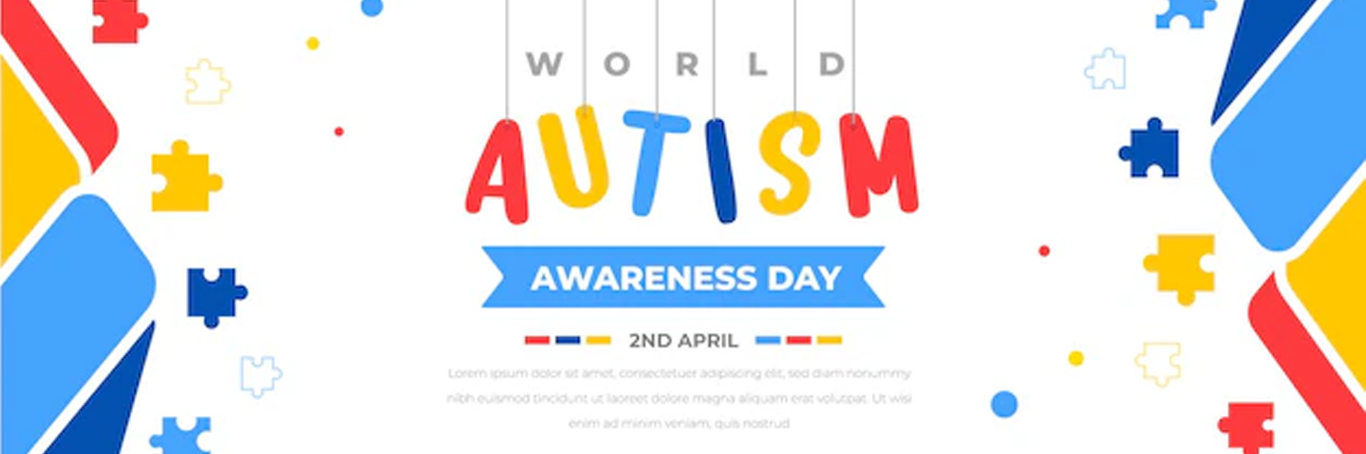 WORLD
AUTISM
AWARENESS DAY
2ND APRIL
Lorem ipsum dolor sit amet, consectetuer adipiscing elit, sed diam nonummy
nibh euismod tincidunt ut laoreet dolore magna aliquam erat volutpat. Ut wisi
enim ad minim veniam, quis nostrud